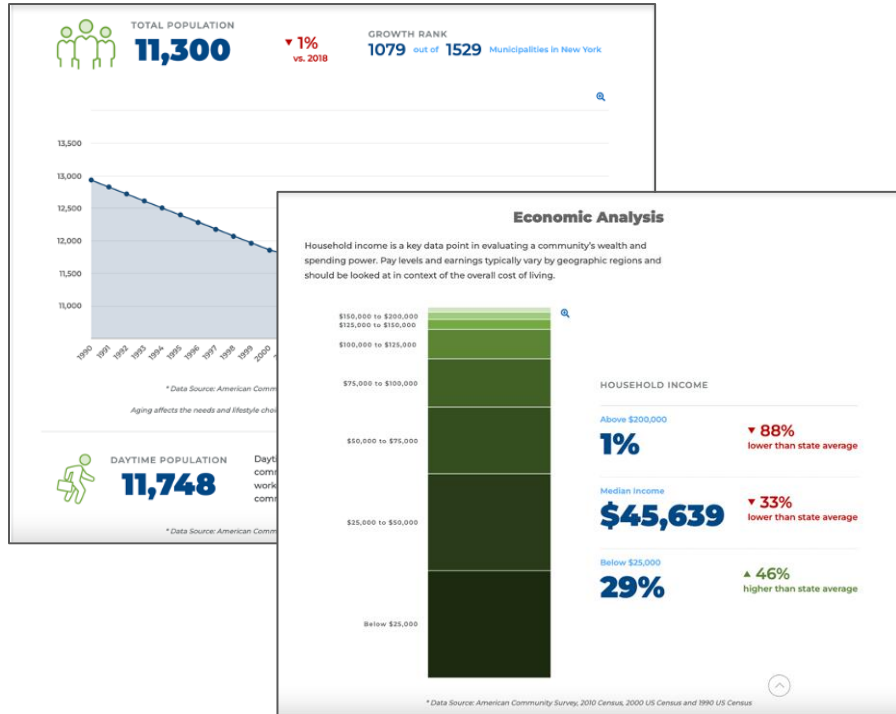 TOTAL POPULATION
11,300
▼ 1%
vs. 2018
GROWTH RANK
1079 out of 1529 Municipalities in New York
13,500
13,000
12,500
12,000
11,500
11,000
1990
1991
1992
1993
1994
1995
1996
1997
1998
1999
2000
* Data Source: American Comm
Aging affects the needs and lifestyle choi
DAYTIME POPULATION
11,748
Dayti
comm
work
comm
* Data Source: American Comm
Economic Analysis
Household income is a key data point in evaluating a community's wealth and
spending power. Pay levels and earnings typically vary by geographic regions and
should be looked at in context of the overall cost of living.
$150,000 to $200,000
$125,000 to $150,000
$100,000 to $125,000
$75,000 to $100,000
$50,000 to $75,000
$25,000 to $50,000
Below $25,000
HOUSEHOLD INCOME
Above $200,000
1%
▼ 88%
lower than state average
Median Income
$45,639
▼ 33%
lower than state average
Below $25,000
29%
▲ 46%
higher than state average
* Data Source: American Community Survey, 2010 Census, 2000 US Census and 1990 US Census